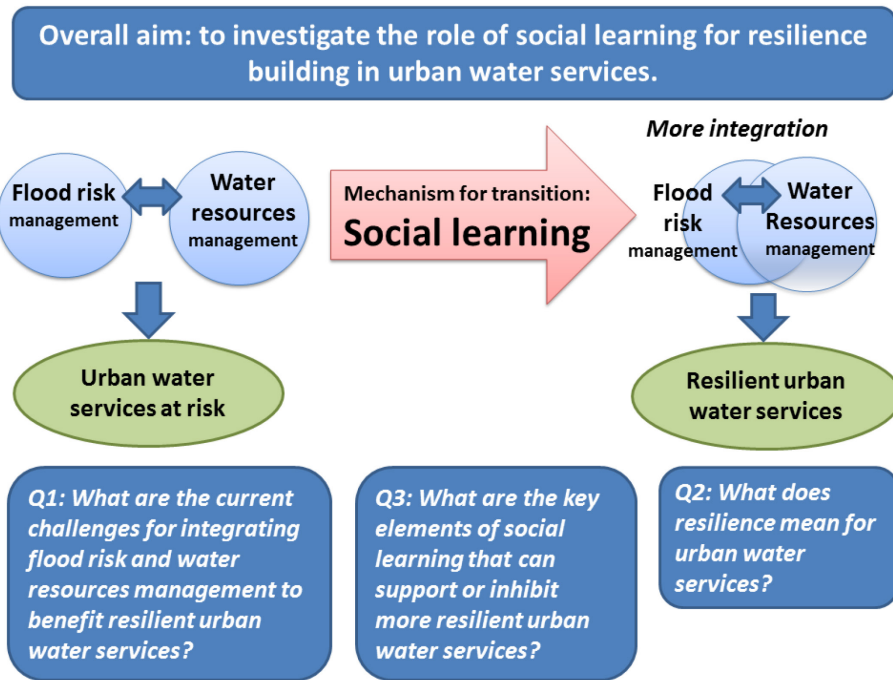 Overall aim: to investigate the role of social learning for resilience
building in urban water services.
Flood risk
management
Water
resources
management
Mechanism for transition:
Social learning
More integration
Flood
risk
management
Water
Resources
management
Urban water
services at risk
Resilient urban
water services
Q1: What are the current
challenges for integrating
flood risk and water
resources management to
benefit resilient urban
water services?
Q3: What are the key
elements of social
learning that can
support or inhibit
more resilient urban
water services?
Q2: What does
resilience mean for
urban water
services?